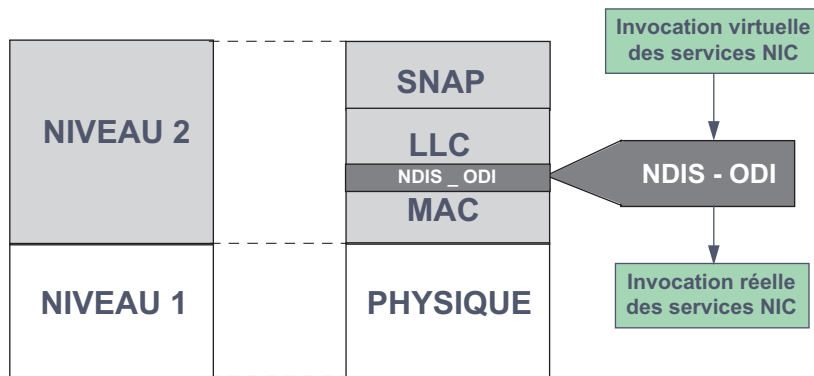 NIVEAU 2
NIVEAU 1
SNAP
LLC
NDIS _ ODI
MAC
PHYSIQUE
Invocation virtuelle
des services NIC
NDIS - ODI
Invocation réelle
des services NIC